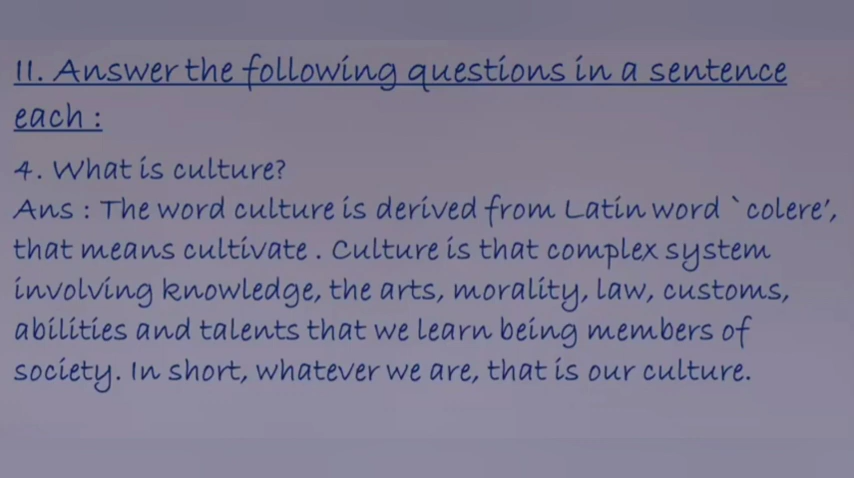 II. Answer the following questions in a sentence
each :
4. What is culture?
Ans : The word culture is derived from Latin word `colere',
that means cultivate . Culture is that complex system
involving knowledge, the arts, morality, law, customs,
abilities and talents that we learn being members of
society. In short, whatever we are, that is our culture.